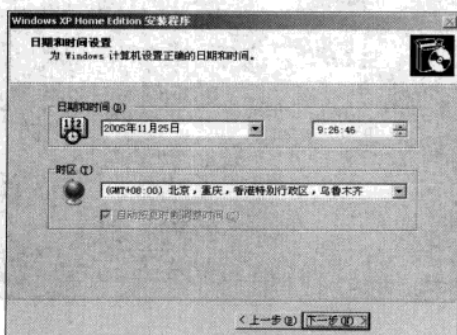 Windows XP Home Edition 安装程序
日期和时间设置
为 Windows 计算机设置正确的日期和时间。
日期和时间(D)
2005年11月25日
9:26:46
时区(T)
(GMT+08:00) 北京，重庆，香港特别行政区，乌鲁木齐
自动按夏时制调整时间(C)
<上一步(B) 下一步(N)>